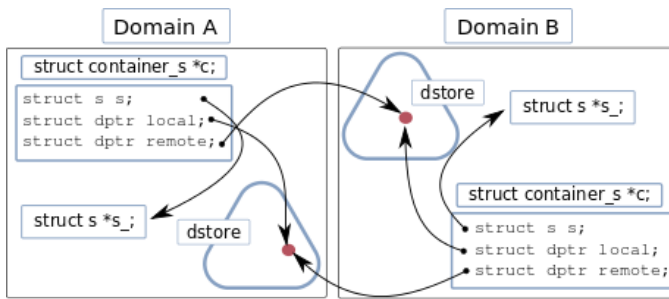 Domain A
struct container_s *c;
struct s s;
struct dptr local;
struct dptr remote;
struct s *s_;
dstore
Domain B
dstore
struct s *s_;
struct container_s *c;
struct s s;
struct dptr local;
struct dptr remote;